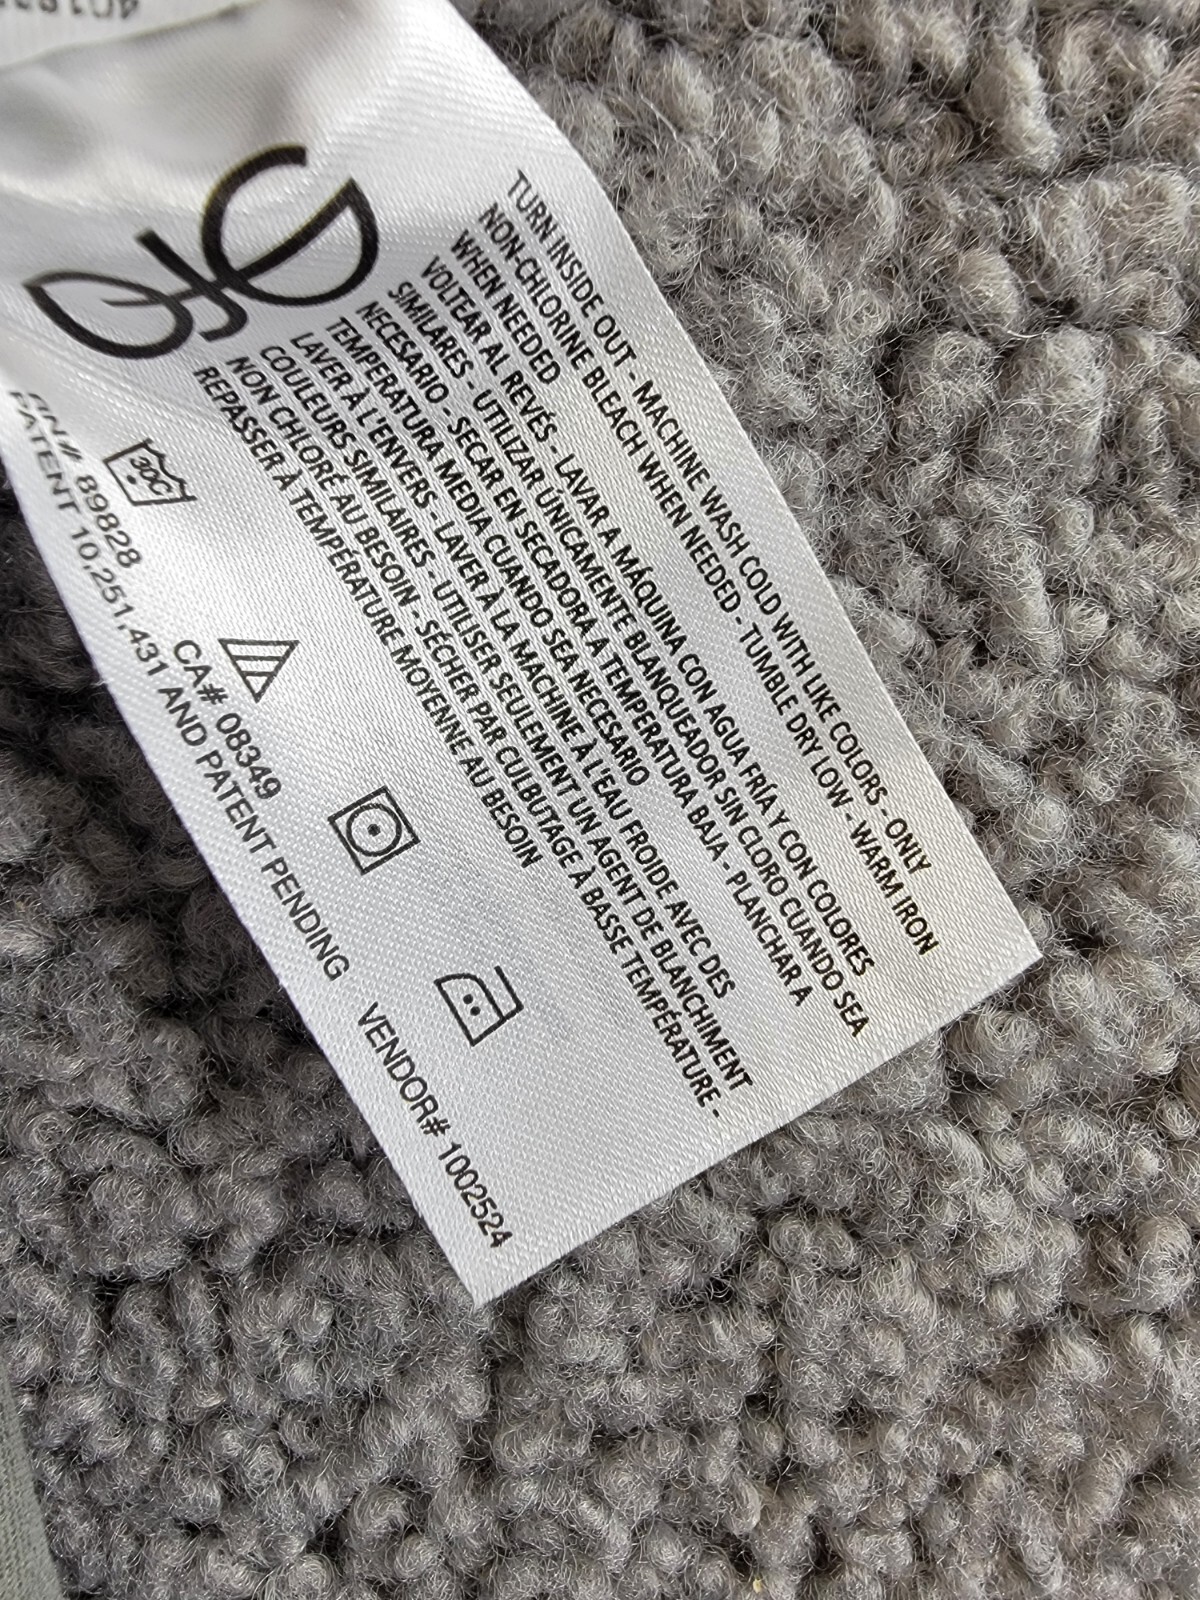 TURN INSIDE OUT - MACHINE WASH COLD WITH LIKE COLORS - ONLY
NON-CHLORINE BLEACH WHEN NEEDED - TUMBLE DRY LOW - WARM IRON
WHEN NEEDED
VOLTEAR AL REVÉS - LAVAR A MÁQUINA CON AGUA FRÍA Y CON COLORES
SIMILARES - UTILIZAR ÚNICAMENTE BLANQUEADOR SIN CLORO CUANDO SEA
NECESARIO - SECAR EN SECADORA A TEMPERATURA BAJA - PLANCHAR A
TEMPERATURA MEDIA CUANDO SEA NECESARIO
LAVER À L'ENVERS - LAVER À LA MACHINE À L'EAU FROIDE AVEC DES
COULEURS SIMILAIRES - UTILISER SEULEMENT UN AGENT DE BLANCHIMENT
NON CHLORÉ AU BESOIN - SÉCHER PAR CULBUTAGE À BASSE TEMPÉRATURE -
REPASSER À TEMPÉRATURE MOYENNE AU BESOIN
30C
RN# 89828 CA# 08349
PATENT 10,251,431 AND PATENT PENDING VENDOR# 1002524